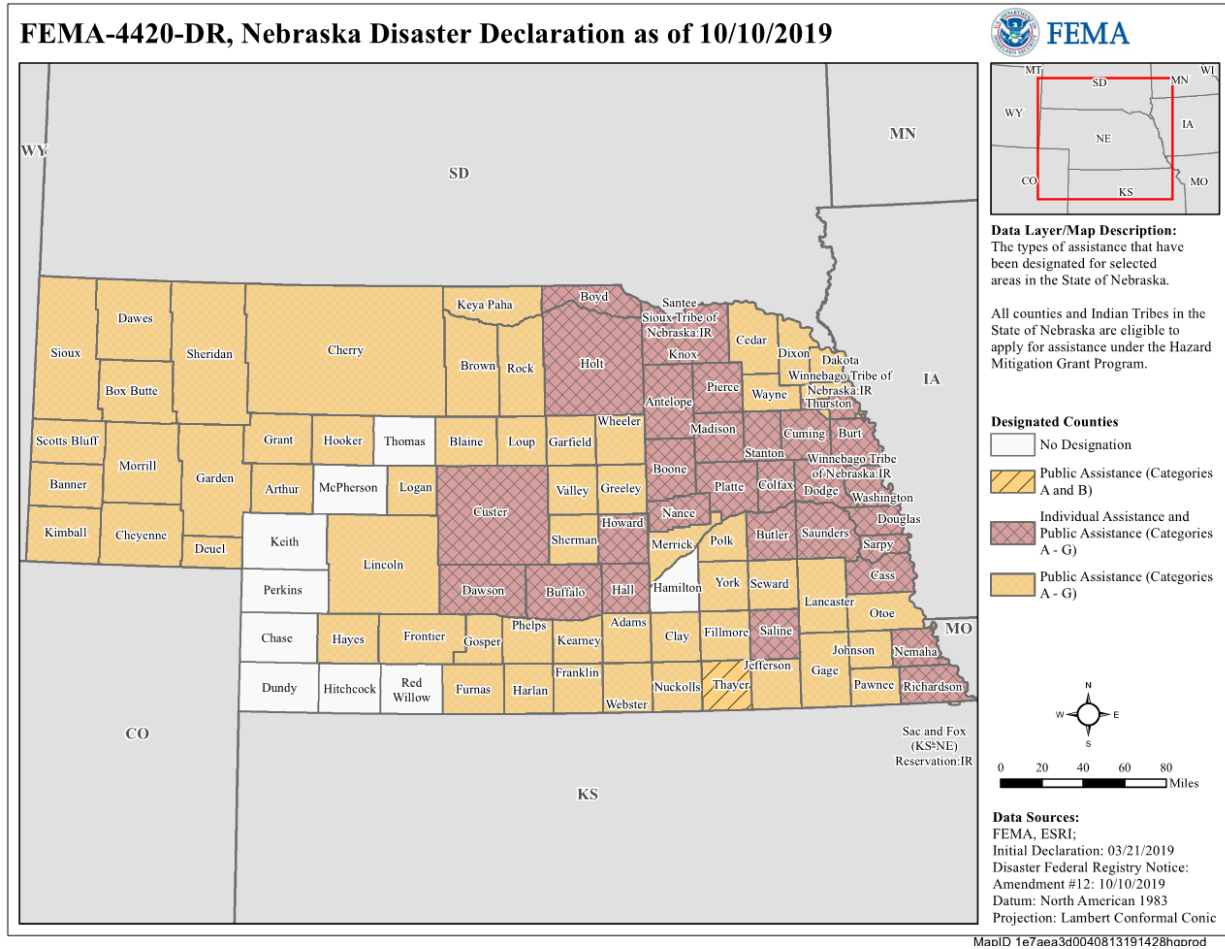 FEMA-4420-DR, Nebraska Disaster Declaration as of 10/10/2019
FEMA
WY
SD
MN
IA
MO
CO
KS
MT
SD
MN
WI
WY
NE
IA
CO
KS
MO
Sioux
Dawes
Sheridan
Box Butte
Cherry
Keya Paha
Brown
Rock
Boyd
Holt
Santee
Sioux Tribe of
Nebraska:IR
Knox
Cedar
Dixon
Dakota
Winnebago Tribe of
Nebraska:IR
Thurston
Wayne
Pierce
Antelope
Scotts Bluff
Banner
Kimball
Morrill
Cheyenne
Garden
Deuel
Grant
Hooker
Thomas
Blaine
Loup
Garfield
Wheeler
Arthur
McPherson
Logan
Custer
Valley
Greeley
Boone
Madison
Stanton
Cuming
Burt
Winnebago Tribe
of Nebraska:IR
Platte
Colfax
Dodge
Washington
Douglas
Sarpy
Nance
Keith
Perkins
Lincoln
Sherman
Howard
Merrick
Polk
Butler
Saunders
Cass
Dawson
Buffalo
Hall
Hamilton
York
Seward
Lancaster
Otoe
Chase
Hayes
Frontier
Gosper
Phelps
Kearney
Adams
Clay
Fillmore
Saline
Johnson
Nemaha
Dundy
Hitchcock
Red
Willow
Furnas
Harlan
Franklin
Webster
Nuckolls
Thayer
Jefferson
Gage
Pawnee
Richardson
Sac and Fox
(KS-NE)
Reservation:IR
Data Layer/Map Description:
The types of assistance that have
been designated for selected
areas in the State of Nebraska.
All counties and Indian Tribes in the
State of Nebraska are eligible to
apply for assistance under the Hazard
Mitigation Grant Program.
Designated Counties
No Designation
Public Assistance (Categories
A and B)
Individual Assistance and
Public Assistance (Categories
A - G)
Public Assistance (Categories
A - G)
N
W
E
S
0 20 40 60 80
Miles
Data Sources:
FEMA, ESRI;
Initial Declaration: 03/21/2019
Disaster Federal Registry Notice:
Amendment #12: 10/10/2019
Datum: North American 1983
Projection: Lambert Conformal Conic
MapID 1e7aea3d0040813191428hqprod